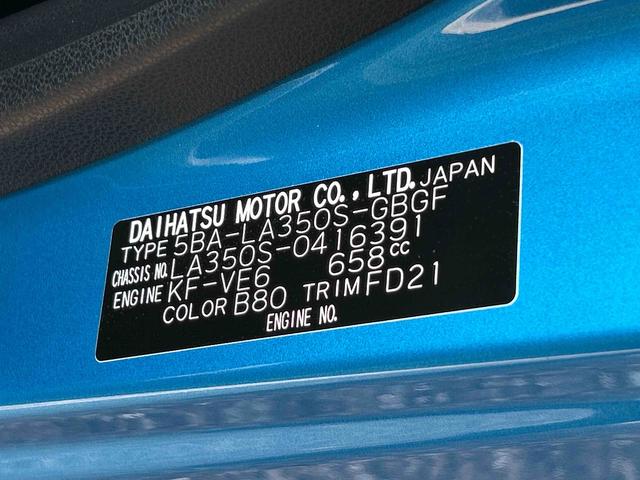 DAIHATSU MOTOR CO., LTD. JAPAN
TYPE 5BA-LA350S-GBGF
CHASSIS NO. LA350S-0416391
ENGINE KF-VE6 658cc
COLOR B80 TRIM FD21
ENGINE NO.